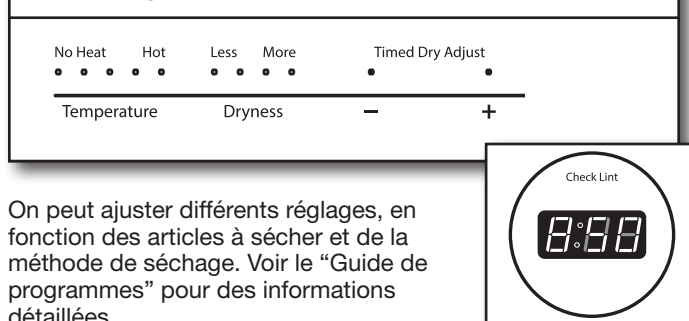 No Heat Hot Less More Timed Dry Adjust
Temperature Dryness – +
Check Lint
On peut ajuster différents réglages, en
fonction des articles à sécher et de la
méthode de séchage. Voir le “Guide de
programmes” pour des informations
détaillées.